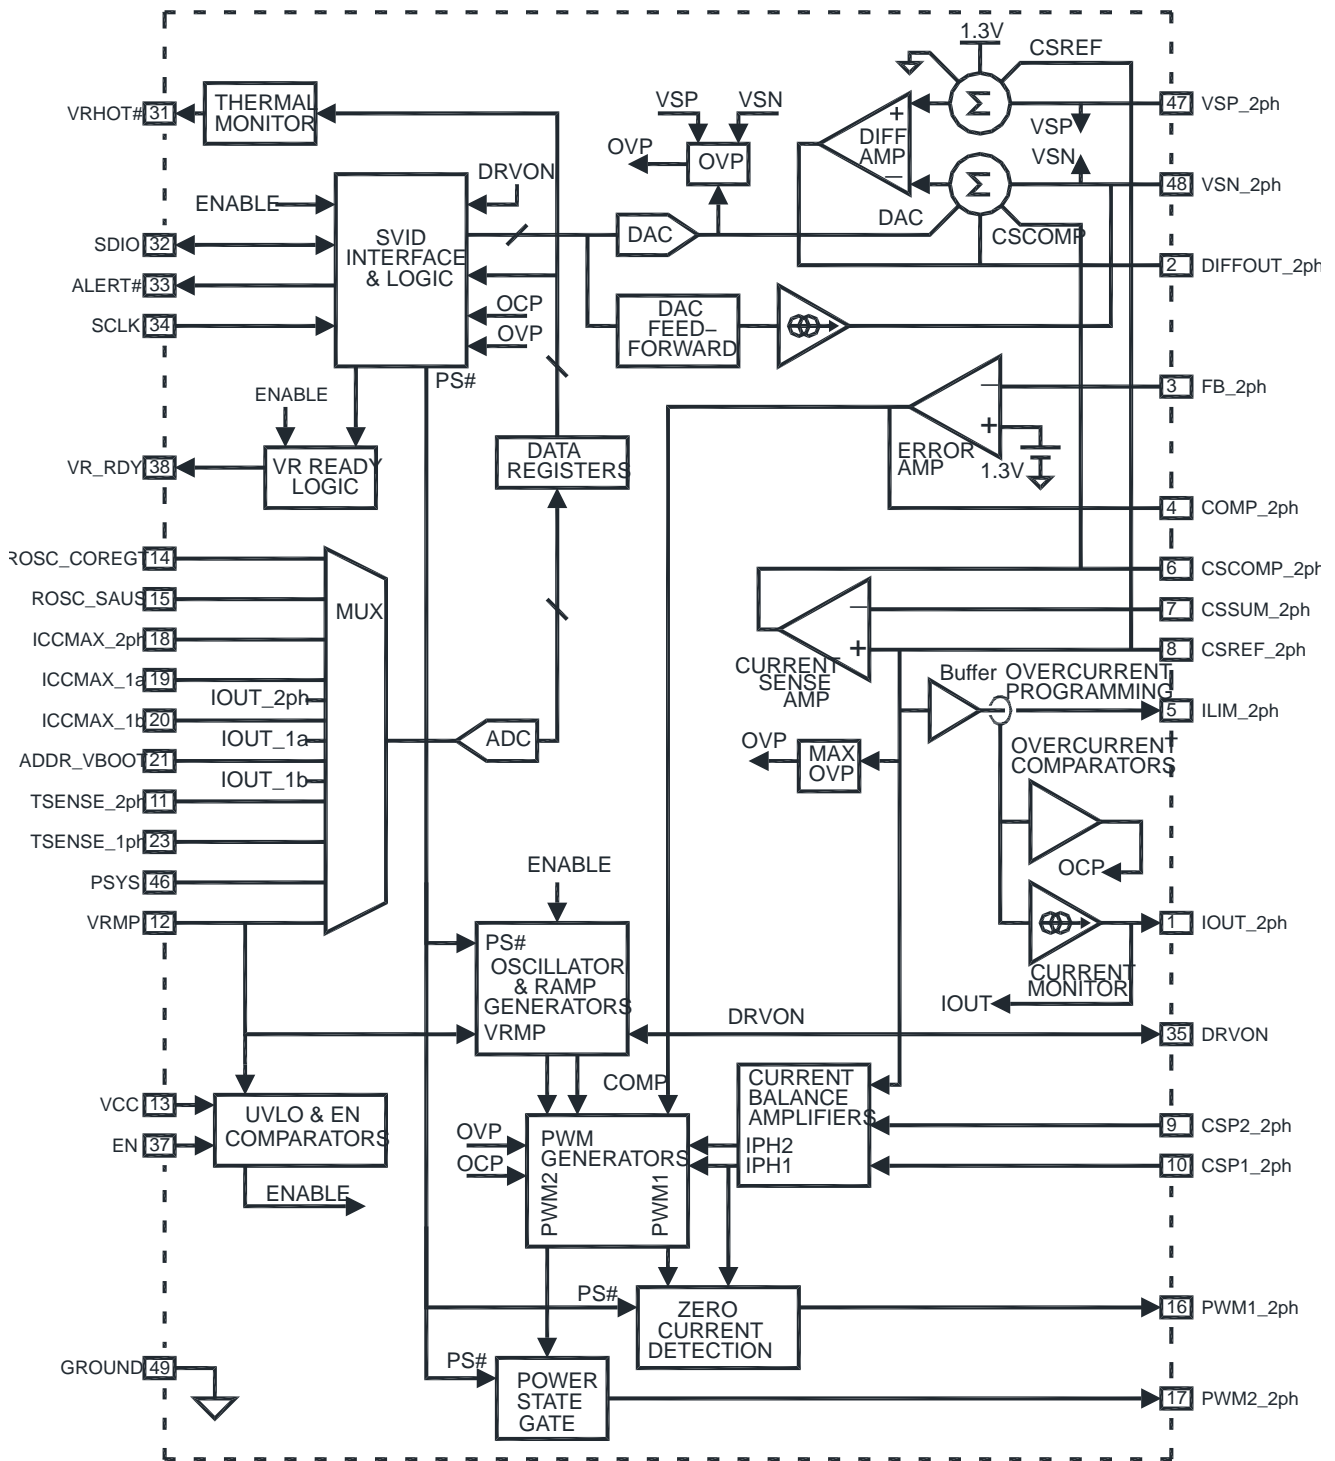 1.3V
CSREF
VRHOT# 31
THERMAL
MONITOR
VSP
VSN
OVP
OVP
+
DIFF
AMP
–
Σ
47 VSP_2ph
VSP
VSN
Σ
48 VSN_2ph
DAC
CSCOMP
2 DIFFOUT_2ph
DRVON
ENABLE
SDIO 32
ALERT# 33
SCLK 34
SVID
INTERFACE
& LOGIC
OCP
OVP
PS#
DAC
DAC
FEED–
FORWARD
3 FB_2ph
–
+
ERROR
AMP
1.3V
4 COMP_2ph
ENABLE
VR_RDY 38
VR READY
LOGIC
DATA
REGISTERS
6 CSCOMP_2ph
7 CSSUM_2ph
8 CSREF_2ph
–
+
CURRENT
SENSE
AMP
ROSC_COREGT 14
ROSC_SAUS 15
ICCMAX_2ph 18
ICCMAX_1a 19
IOUT_2ph
ICCMAX_1b 20
IOUT_1a
ADDR_VBOOT 21
IOUT_1b
TSENSE_2ph 11
TSENSE_1ph 23
PSYS 46
VRMP 12
MUX
ADC
Buffer
OVERCURRENT
PROGRAMMING
5 ILIM_2ph
OVP
MAX
OVP
OVERCURRENT
COMPARATORS
OCP
1 IOUT_2ph
CURRENT
MONITOR
IOUT
ENABLE
PS#
OSCILLATOR
& RAMP
GENERATORS
VRMP
DRVON
35 DRVON
COMP
CURRENT
BALANCE
AMPLIFIERS
IPH2
IPH1
9 CSP2_2ph
10 CSP1_2ph
VCC 13
EN 37
UVLO & EN
COMPARATORS
ENABLE
OVP
OCP
PWM
GENERATORS
PWM2
PWM1
PS#
ZERO
CURRENT
DETECTION
16 PWM1_2ph
GROUND 49
PS#
POWER
STATE
GATE
17 PWM2_2ph